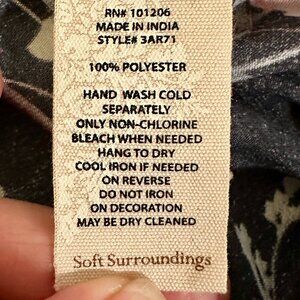 RN# 101206
MADE IN INDIA
STYLE# 3AR71
100% POLYESTER
HAND WASH COLD
SEPARATELY
ONLY NON-CHLORINE
BLEACH WHEN NEEDED
HANG TO DRY
COOL IRON IF NEEDED
ON REVERSE
DO NOT IRON
ON DECORATION
MAY BE DRY CLEANED
Soft Surroundings